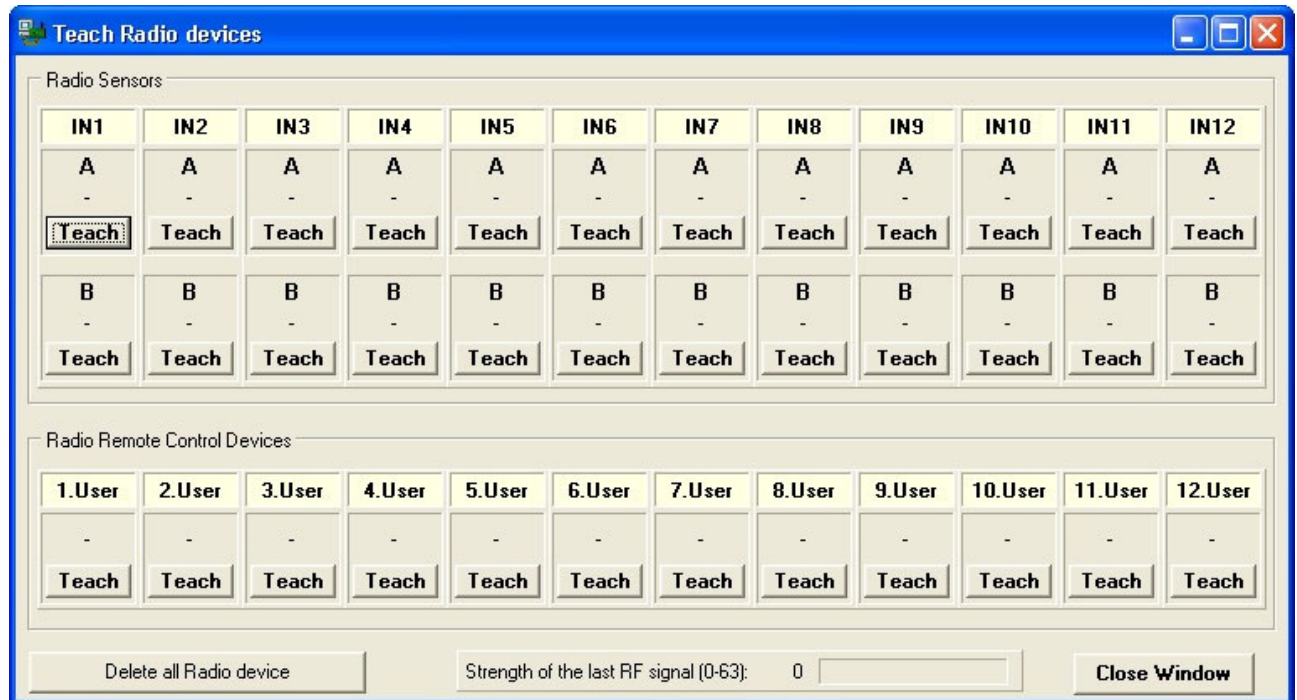 Teach Radio devices
Radio Sensors
IN1 IN2 IN3 IN4 IN5 IN6 IN7 IN8 IN9 IN10 IN11 IN12
A A A A A A A A A A A A
- - - - - - - - - - - -
Teach Teach Teach Teach Teach Teach Teach Teach Teach Teach Teach Teach
B B B B B B B B B B B B
- - - - - - - - - - - -
Teach Teach Teach Teach Teach Teach Teach Teach Teach Teach Teach Teach
Radio Remote Control Devices
1.User 2.User 3.User 4.User 5.User 6.User 7.User 8.User 9.User 10.User 11.User 12.User
- - - - - - - - - - - -
Teach Teach Teach Teach Teach Teach Teach Teach Teach Teach Teach Teach
Delete all Radio device Strength of the last RF signal (0-63): 0 Close Window